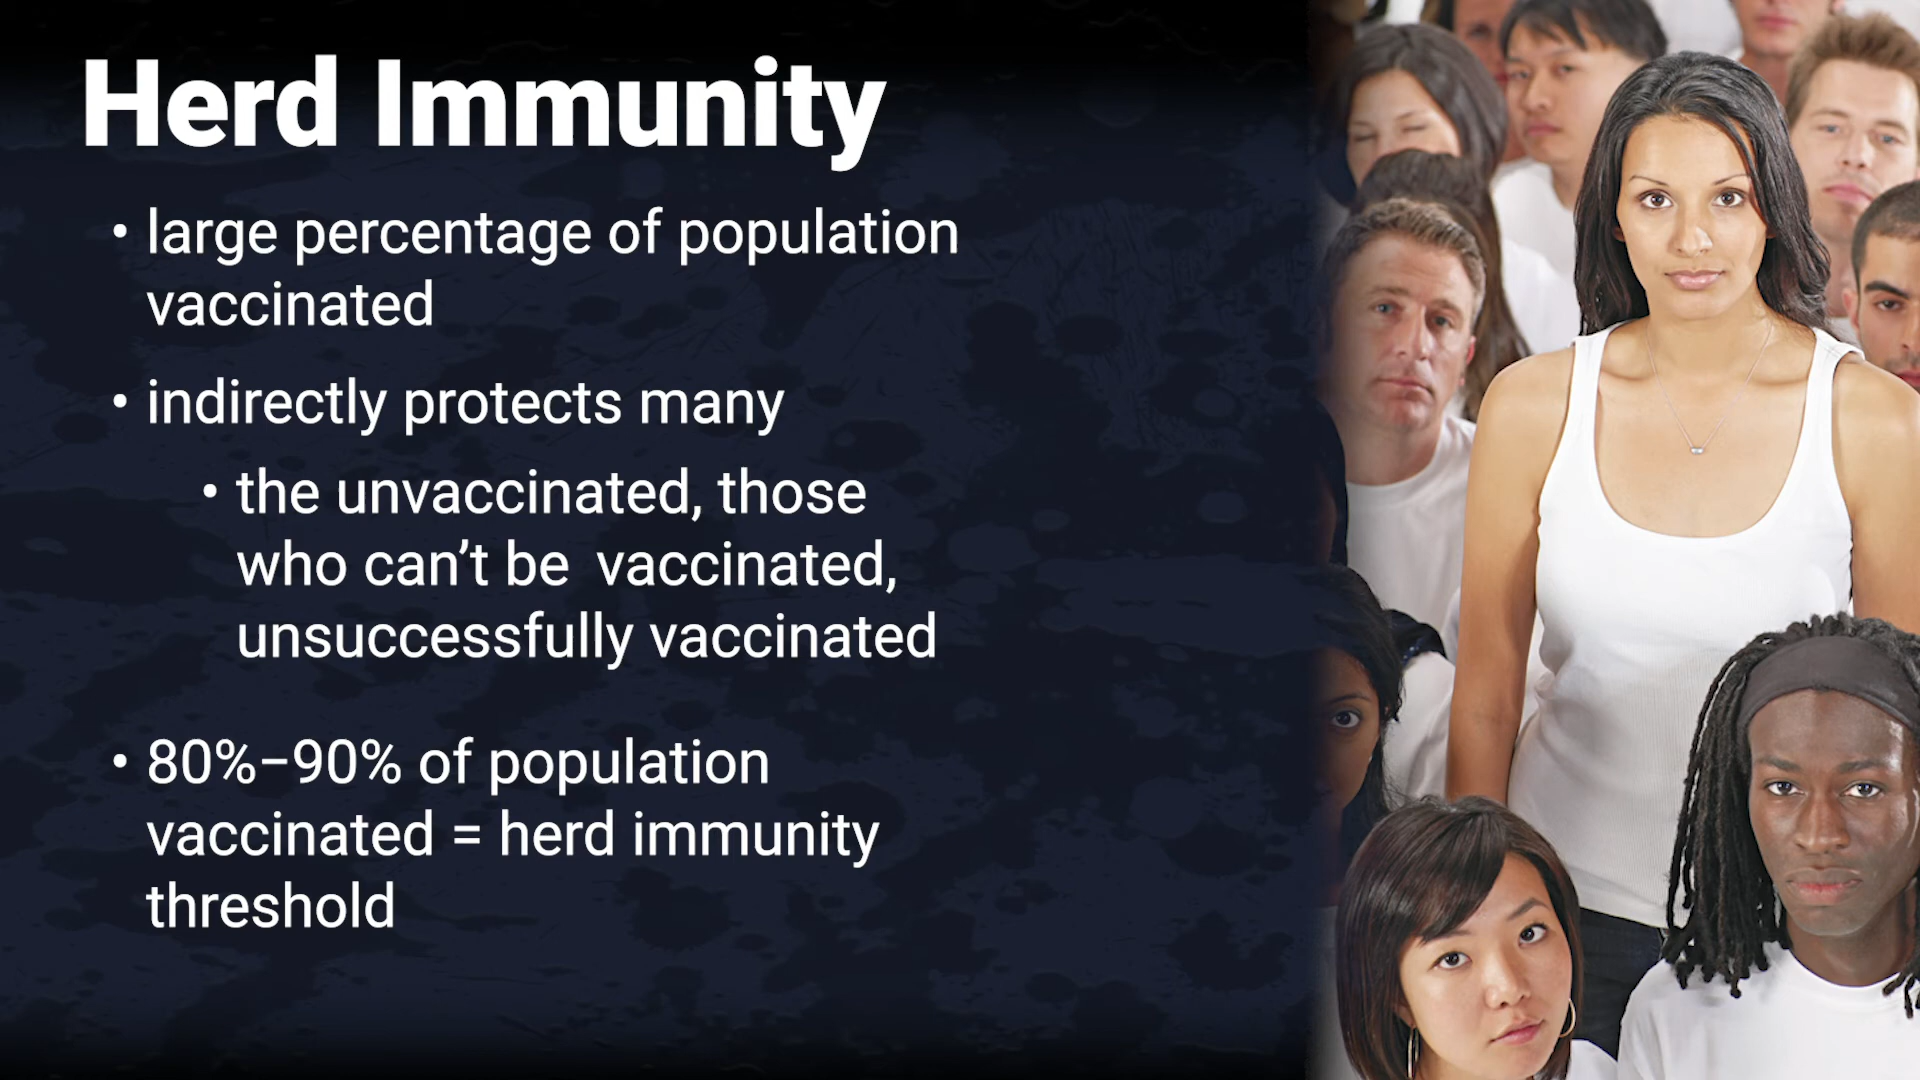 Herd Immunity
• large percentage of population
vaccinated
• indirectly protects many
• the unvaccinated, those
who can’t be vaccinated,
unsuccessfully vaccinated
• 80%–90% of population
vaccinated = herd immunity
threshold